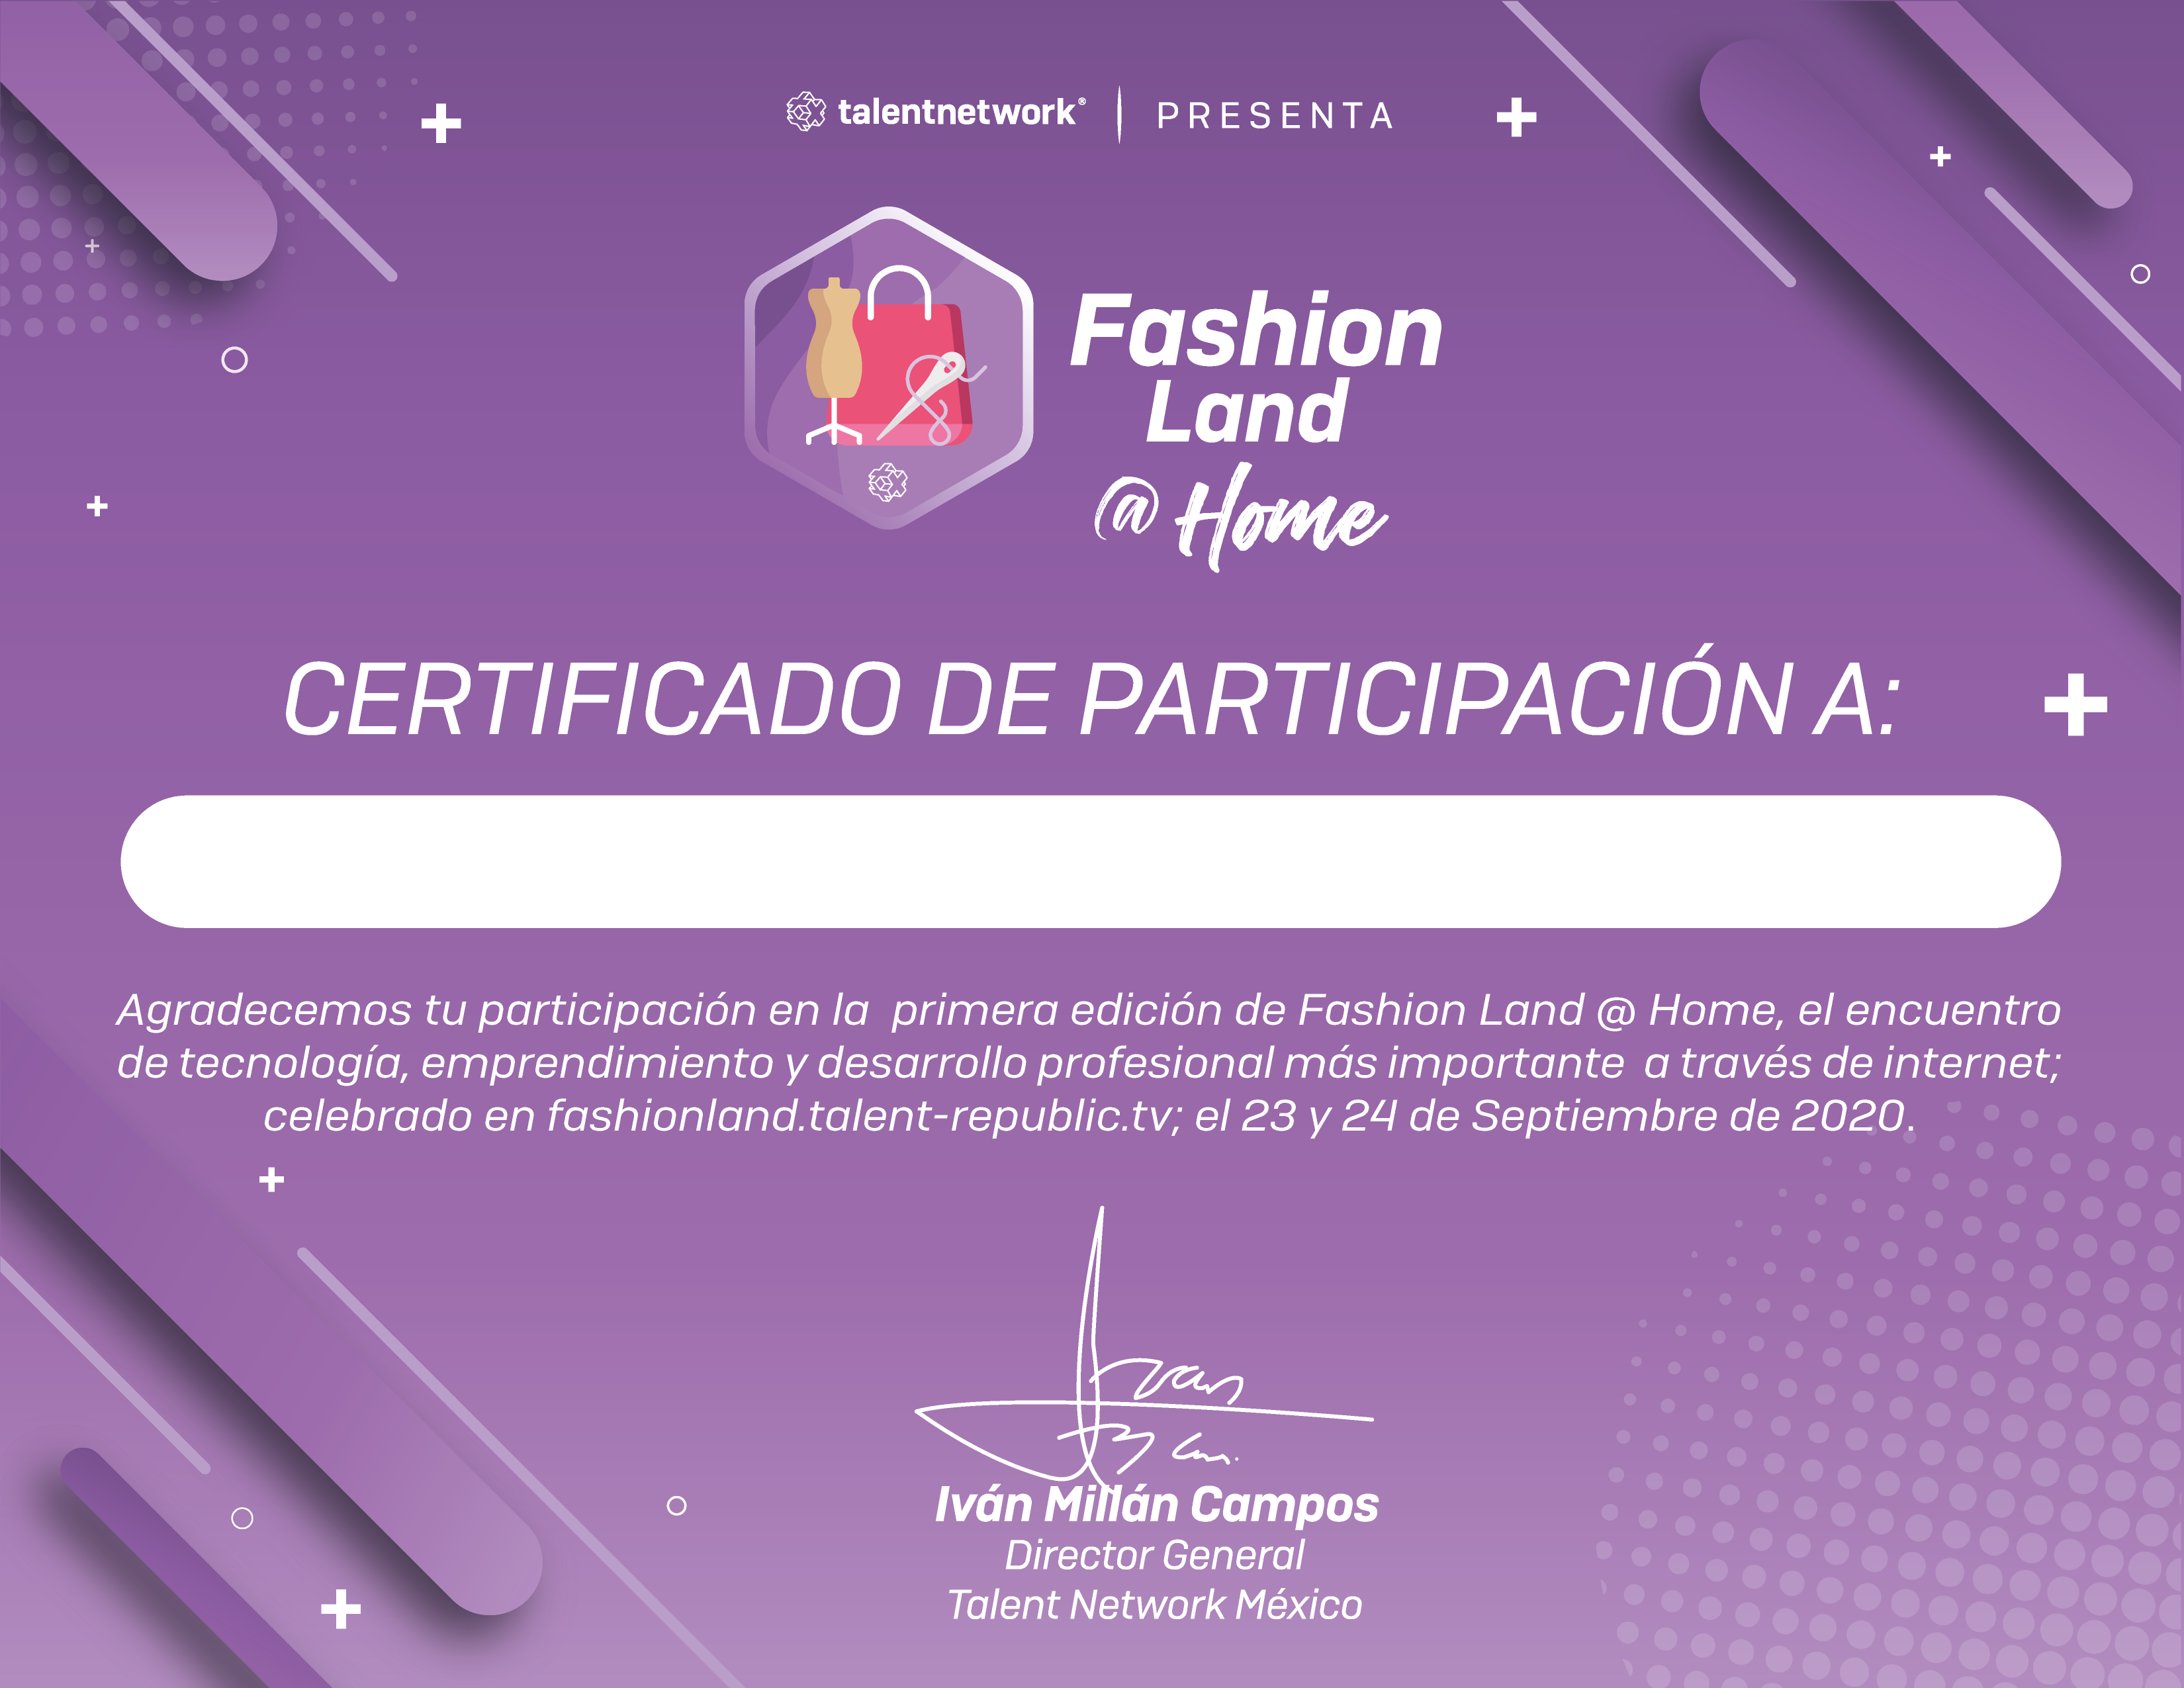 talentnetwork® | PRESENTA
Fashion
Land
@ Home
CERTIFICADO DE PARTICIPACIÓN A:
Agradecemos tu participación en la primera edición de Fashion Land @ Home, el encuentro
de tecnología, emprendimiento y desarrollo profesional más importante a través de internet;
celebrado en fashionland.talent-republic.tv; el 23 y 24 de Septiembre de 2020.
Iván Millán Campos
Director General
Talent Network México